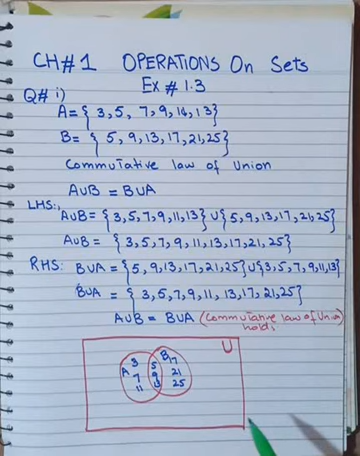 CH#1 OPERATIONS On Sets
Ex # 1.3
Q# i)
A= { 3,5, 7,9,11,13}
B= { 5,9,13,17,21,25}
Commutative law of Union
AUB = BUA
LHS:,
AUB= {3,5,7,9,11,13} U {5,9,13,17,21,25}
AUB= {3,5,7,9,11,13,17,21,25}
RHS: BUA = {5,9,13,17,21,25}U{3,5,7,9,11,13}
BUA = {3,5,7,9,11,13,17,21,25}
AUB = BUA (Commutative law of Union)
holds
U
A 3 7 11
5 9 13
B 17 21 25